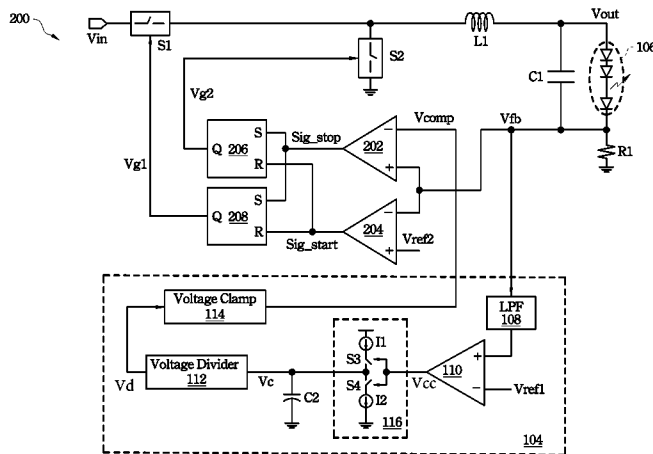 200
Vin
S1
L1
Vout
106
S2
C1
Vg2
Vcomp
Vfb
Sig_stop
S
Q 206
R
202
R1
Vg1
S
Q 208
R
204
Sig_start
Vref2
Voltage Clamp
114
LPF
108
I1
S3
Voltage Divider
112
Vd
Vc
S4
Vcc
110
C2
I2
Vref1
116
104